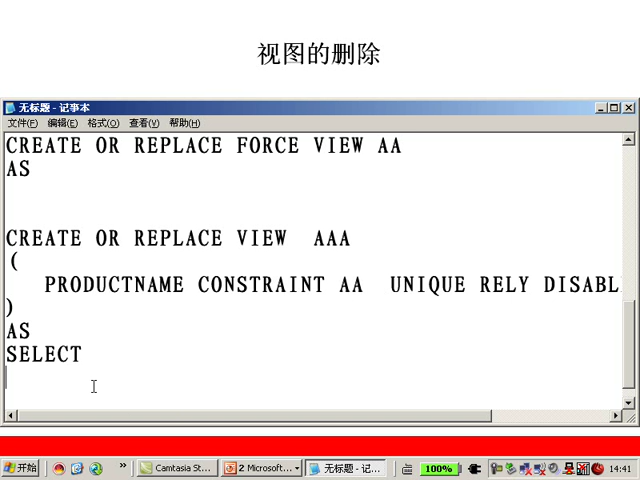 视图的删除
无标题 - 记事本
文件(F) 编辑(E) 格式(O) 查看(V) 帮助(H)
CREATE OR REPLACE FORCE VIEW AA
AS
CREATE OR REPLACE VIEW  AAA
(
PRODUCTNAME CONSTRAINT AA  UNIQUE RELY DISABL
)
AS
SELECT
开始 » Camtasia St... 2 Microsoft... 无标题 - 记... 100% 14:41